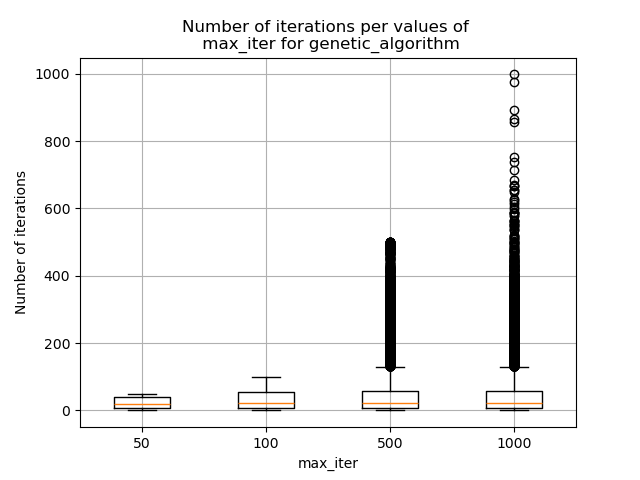 Number of iterations per values of
max_iter for genetic_algorithm
1000
800
600
400
200
0
Number of iterations
50 100 500 1000
max_iter